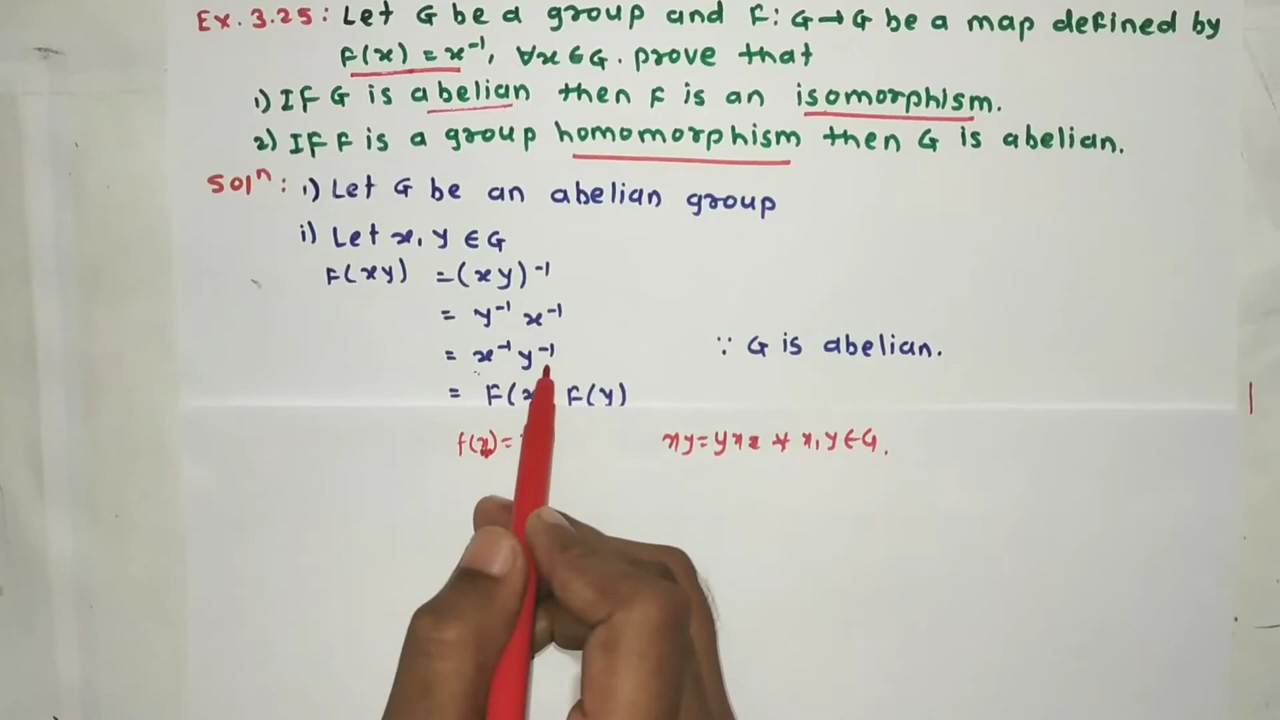 Ex. 3.25: Let G be a group and F: G→G be a map defined by
F(x) = x⁻¹, ∀x∈G. prove that
1) If G is abelian then F is an isomorphism.
2) If F is a group homomorphism then G is abelian.
Solⁿ: 1) Let G be an abelian group
i) Let x, y ∈ G
F(xy) = (xy)⁻¹
= y⁻¹ x⁻¹
= x⁻¹ y⁻¹ ∵ G is abelian.
= F(x) F(y)
f(x) = xy = yx ∀ x, y ∈ G.